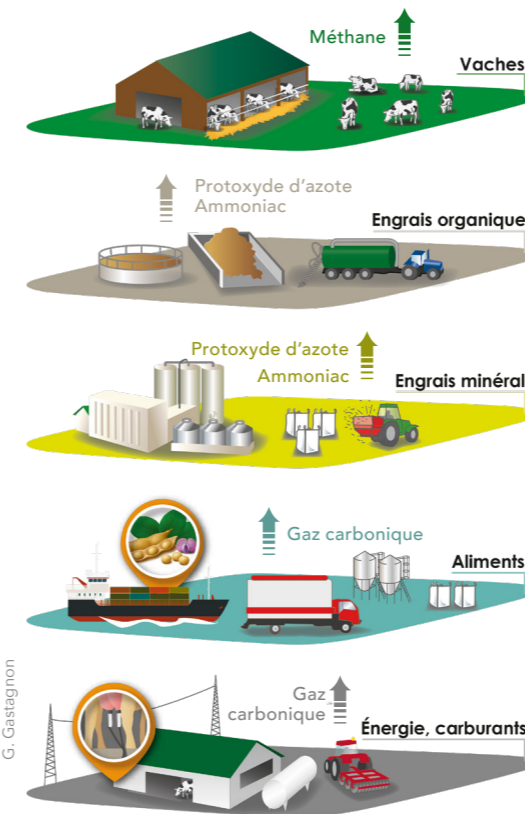 Méthane
Vaches
Protoxyde d'azote
Ammoniac
Engrais organique
Protoxyde d'azote
Ammoniac
Engrais minéral
Gaz carbonique
Aliments
Gaz
carbonique
Énergie, carburants
G. Gastagnon